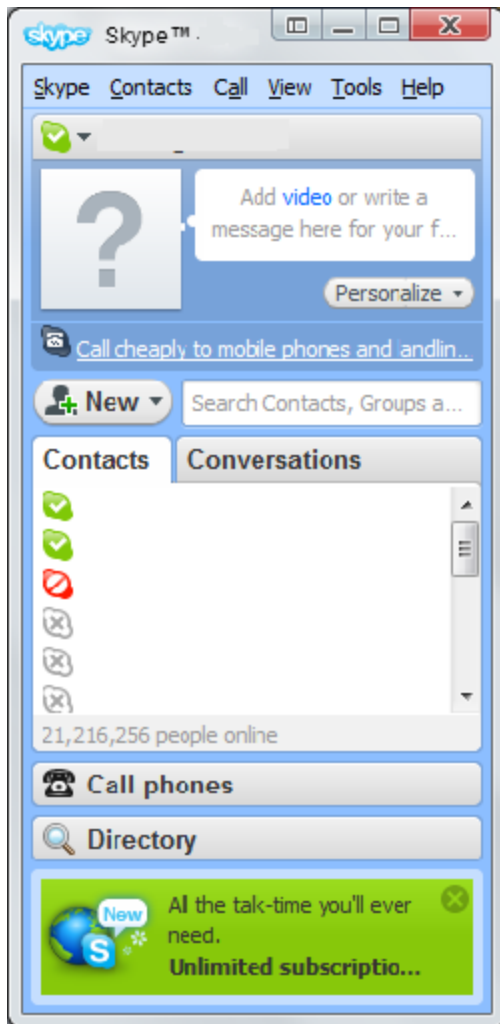 skype Skype™ .
Skype Contacts Call View Tools Help
Add video or write a
message here for your f...
?
Personalize
Call cheaply to mobile phones and landlin...
New Search Contacts, Groups a...
Contacts Conversations
21,216,256 people online
Call phones
Directory
New
S
All the talk-time you'll ever
need.
Unlimited subscriptio...